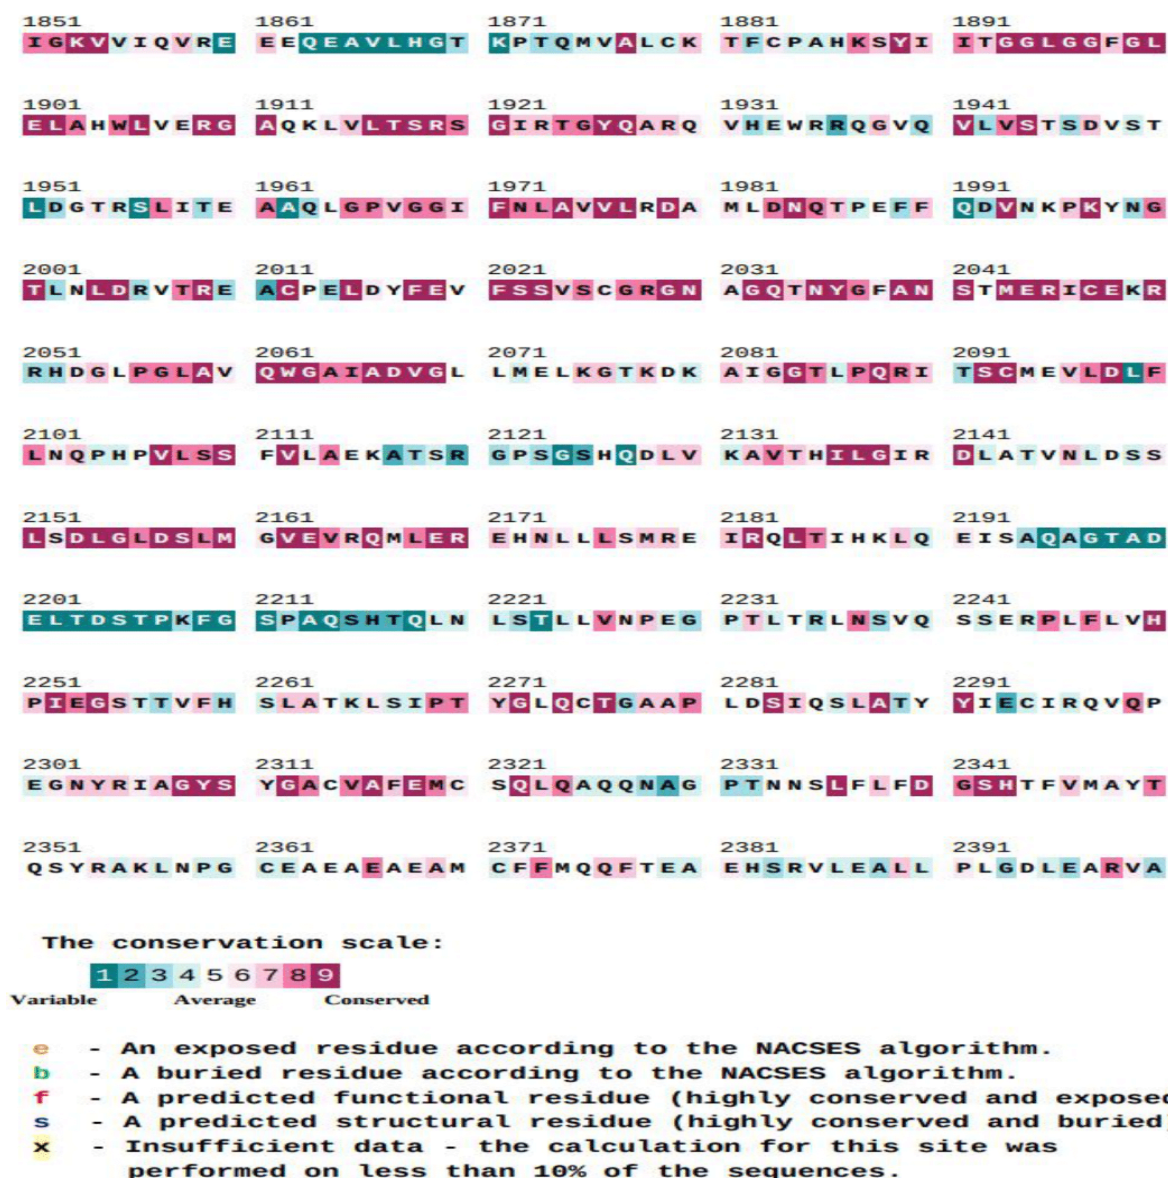 1851 1861 1871 1881 1891
IGKVVIQVRE EEQEAVLHGT KPTQMVALCK TFCPAHKSYI ITGGLGGFGL
1901 1911 1921 1931 1941
ELAHWLVERG AQKLVLTSRS GIRTGYQARQ VHEWRRQGVQ VLVSTSDVST
1951 1961 1971 1981 1991
LDGTRSLITE AAQLGPVGGI FNLAVVLRDA MLDNQTPEFF QDVNKPKYNG
2001 2011 2021 2031 2041
TLNLDRVTRE ACPELDYFEV FSSVSCGRGN AGQTNYGFAN STMERICEKR
2051 2061 2071 2081 2091
RHDGLPGLAV QWGAIADVGL LMELKGTKDK AIGGTLPQRI TSCMEVLDLF
2101 2111 2121 2131 2141
LNQPHPVLSS FVLAEKATSR GPSGSHQDLV KAVTHILGIR DLATVNLDSS
2151 2161 2171 2181 2191
LSDLGLDSLM GVEVRQMLER EHNLLLSMRE IRQLTIHKLQ EISAQAGTAD
2201 2211 2221 2231 2241
ELTDSTPKFG SPAQSHTQLN LSTLLVNPEG PTLTRLNSVQ SSERPLFLVH
2251 2261 2271 2281 2291
PIEGSTTVFH SLATKLSIPT YGLQCTGAAP LDSIQSLATY YIECIRQVQP
2301 2311 2321 2331 2341
EGNYRIAGYS YGACVAFEMC SQLQAQQNAG PTNNSLFLFD GSHTFVMAYT
2351 2361 2371 2381 2391
QSYRAKLNPG CEAEAEAEAM CFFMQQFTEA EHSRVLEALL PLGDLEARVA
The conservation scale:
1 2 3 4 5 6 7 8 9
Variable Average Conserved
e - An exposed residue according to the NACSES algorithm.
b - A buried residue according to the NACSES algorithm.
f - A predicted functional residue (highly conserved and exposed
s - A predicted structural residue (highly conserved and buried)
x - Insufficient data - the calculation for this site was
performed on less than 10% of the sequences.